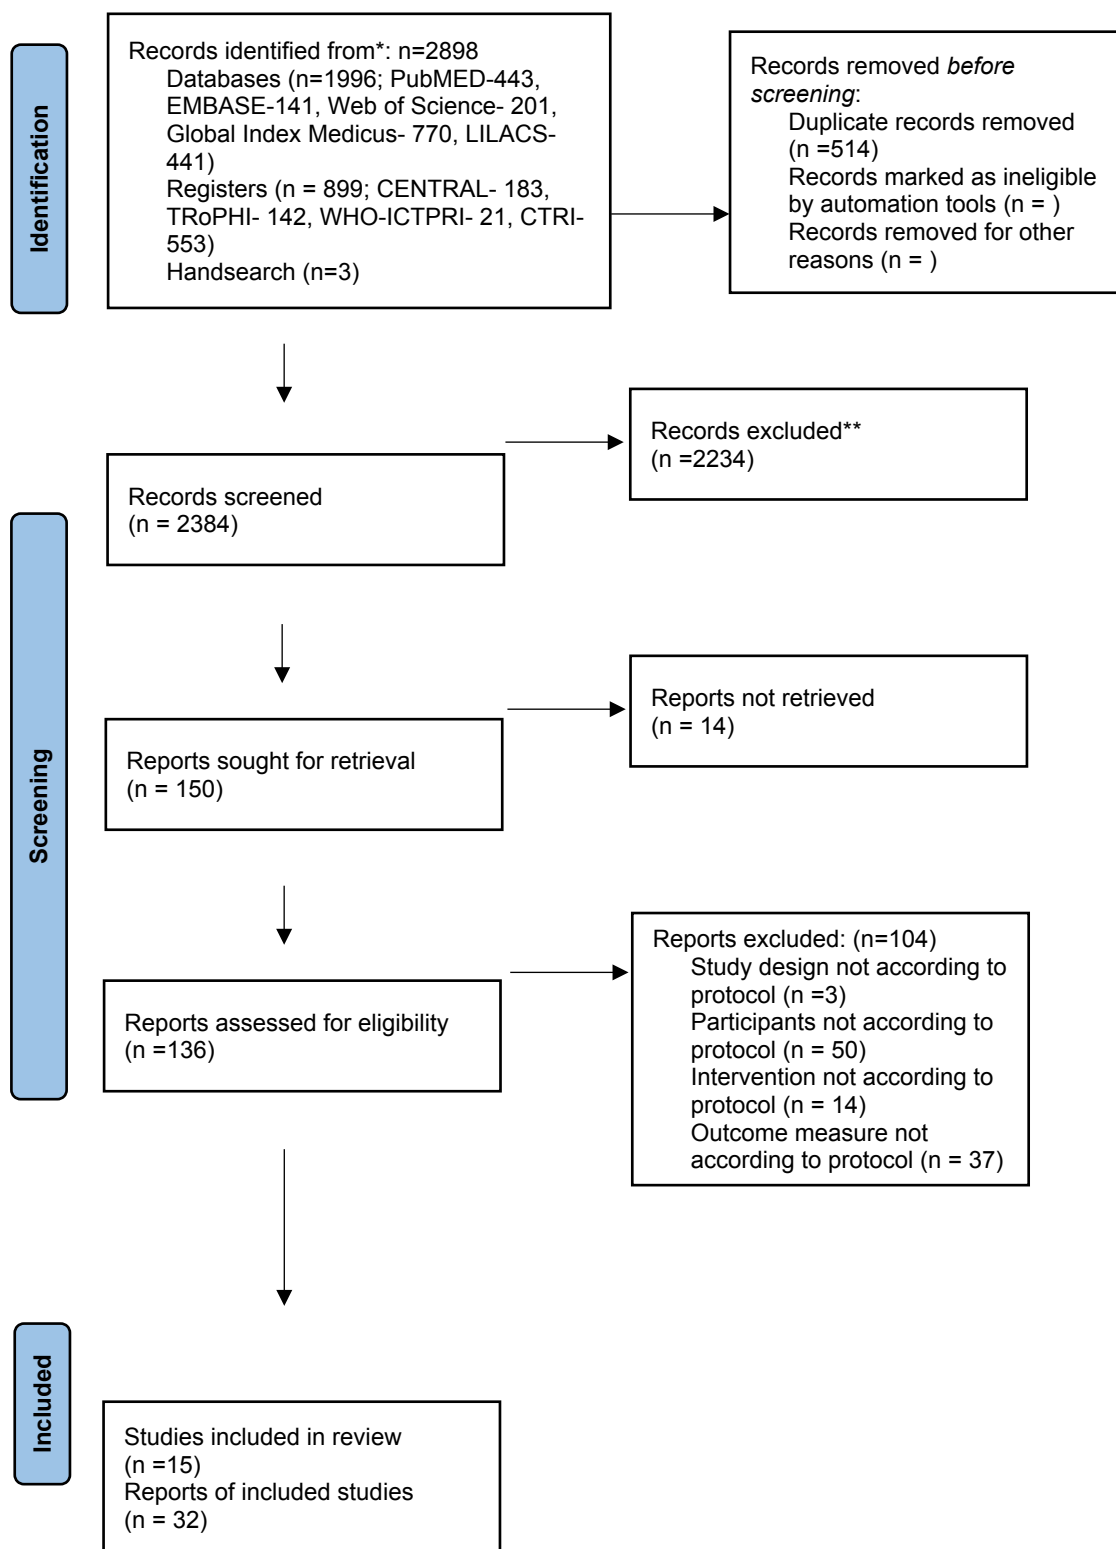 Identification
Records identified from*: n=2898
Databases (n=1996; PubMED-443,
EMBASE-141, Web of Science- 201,
Global Index Medicus- 770, LILACS-
441)
Registers (n = 899; CENTRAL- 183,
TRoPHI- 142, WHO-ICTPRI- 21, CTRI-
553)
Handsearch (n=3)
Records removed before
screening:
Duplicate records removed
(n =514)
Records marked as ineligible
by automation tools (n = )
Records removed for other
reasons (n = )
Screening
Records screened
(n = 2384)
Records excluded**
(n =2234)
Reports sought for retrieval
(n = 150)
Reports not retrieved
(n = 14)
Reports assessed for eligibility
(n =136)
Reports excluded: (n=104)
Study design not according to
protocol (n =3)
Participants not according to
protocol (n = 50)
Intervention not according to
protocol (n = 14)
Outcome measure not
according to protocol (n = 37)
Included
Studies included in review
(n =15)
Reports of included studies
(n = 32)